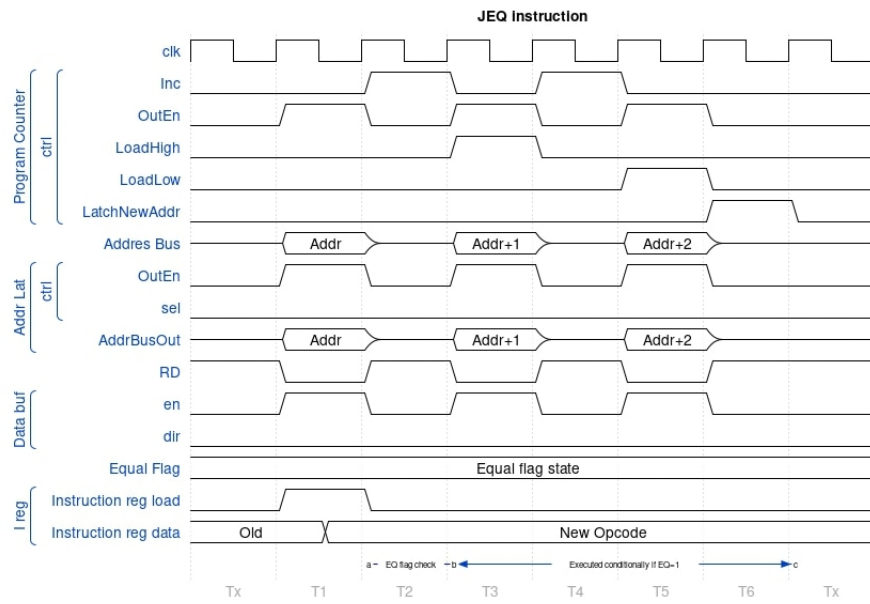 JEQ instruction
clk
Program Counter
ctrl
Inc
OutEn
LoadHigh
LoadLow
LatchNewAddr
Addres Bus Addr Addr+1 Addr+2
Addr Lat
ctrl
OutEn
sel
AddrBusOut Addr Addr+1 Addr+2
RD
Data buf
en
dir
Equal Flag Equal flag state
I reg
Instruction reg load
Instruction reg data Old New Opcode
a EQ flag check b Executed conditionally if EQ=1 c
Tx T1 T2 T3 T4 T5 T6 Tx